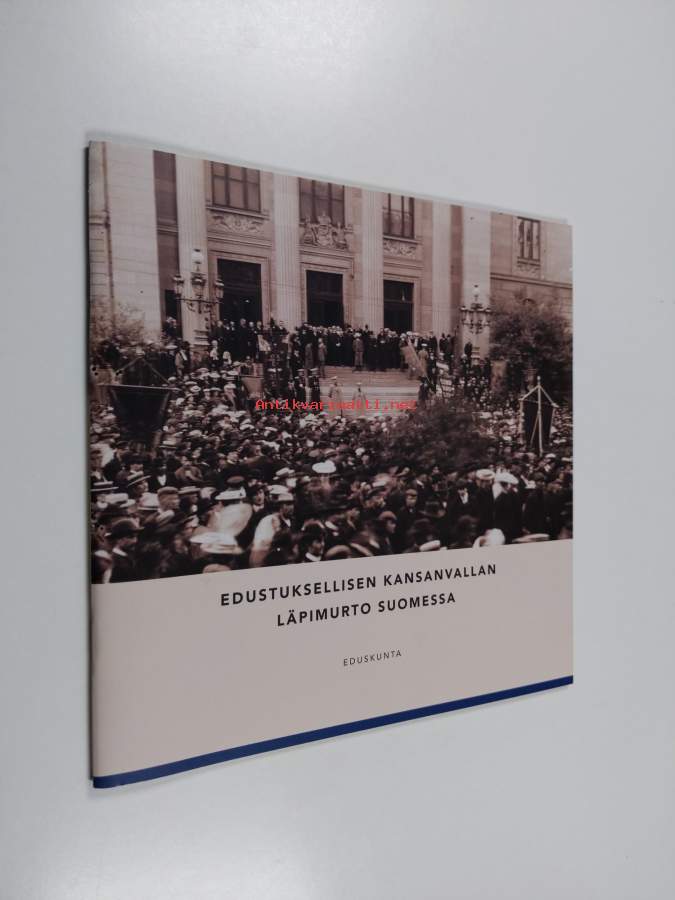 Antikvariaatti.net
EDUSTUKSELLISEN KANSANVALLAN
LÄPIMURTO SUOMESSA
EDUSKUNTA